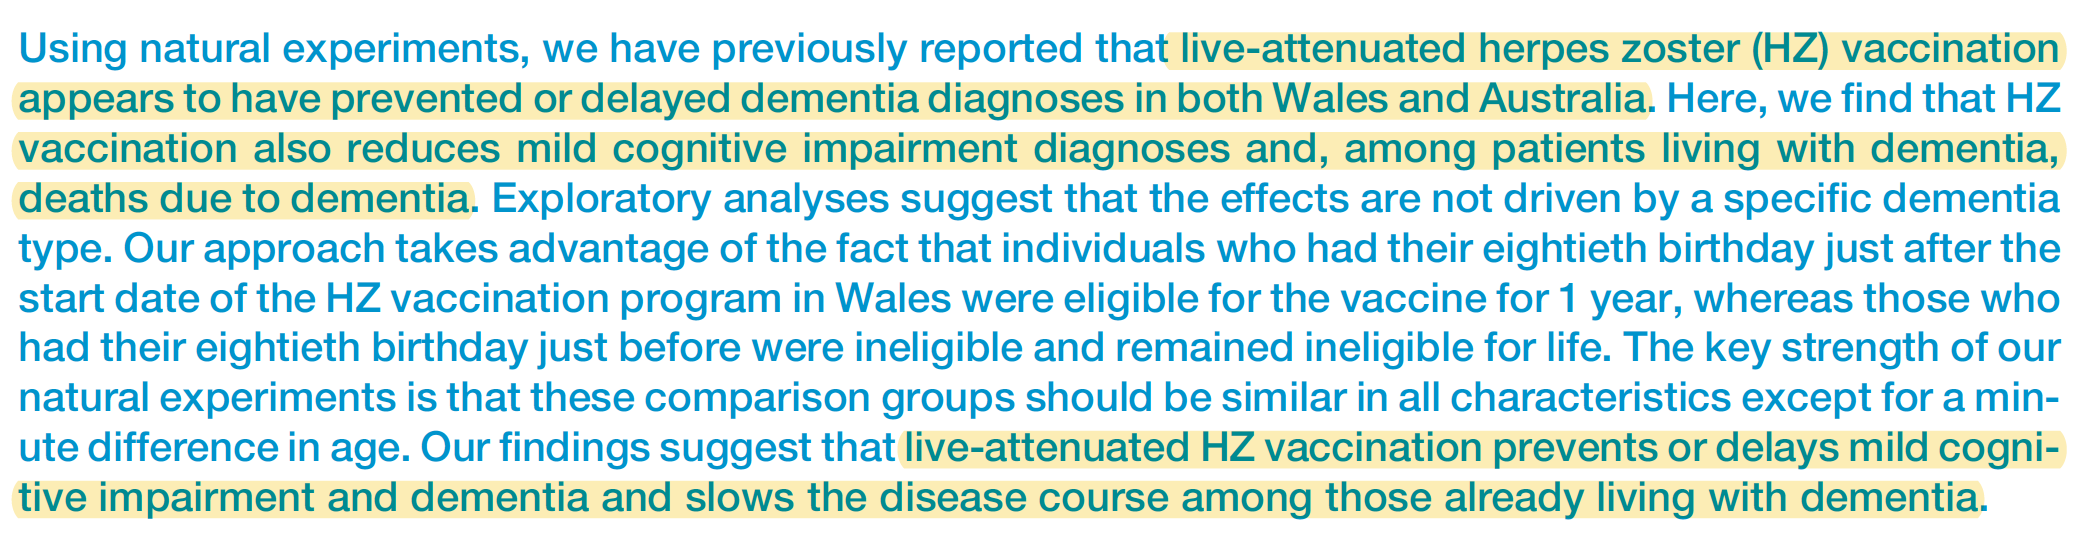 Using natural experiments, we have previously reported that live-attenuated herpes zoster (HZ) vaccination
appears to have prevented or delayed dementia diagnoses in both Wales and Australia. Here, we find that HZ
vaccination also reduces mild cognitive impairment diagnoses and, among patients living with dementia,
deaths due to dementia. Exploratory analyses suggest that the effects are not driven by a specific dementia
type. Our approach takes advantage of the fact that individuals who had their eightieth birthday just after the
start date of the HZ vaccination program in Wales were eligible for the vaccine for 1 year, whereas those who
had their eightieth birthday just before were ineligible and remained ineligible for life. The key strength of our
natural experiments is that these comparison groups should be similar in all characteristics except for a min-
ute difference in age. Our findings suggest that live-attenuated HZ vaccination prevents or delays mild cogni-
tive impairment and dementia and slows the disease course among those already living with dementia.